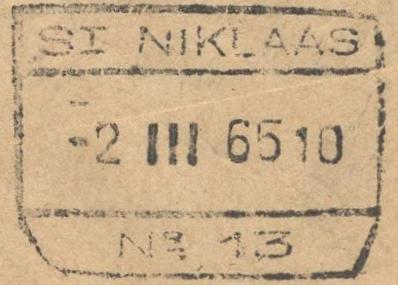 ST NIKLAAS
-2 III 65 10
Nº 13